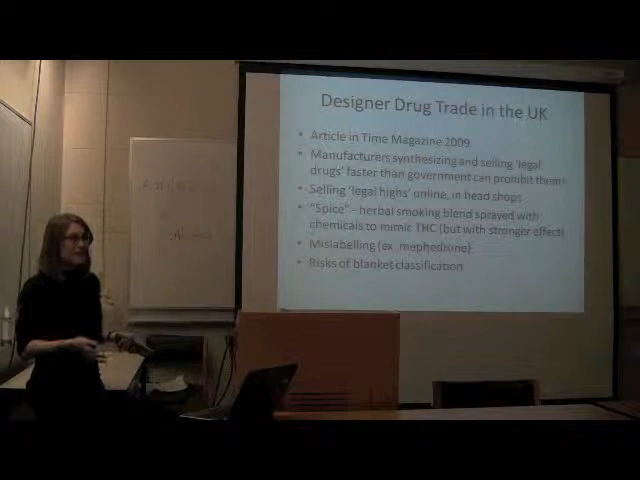 Designer Drug Trade in the UK
• Article in Time Magazine 2009
• Manufacturers synthesizing and selling 'legal
drugs' faster than government can prohibit them!
• Selling 'legal highs' online, in head shops
• "Spice" – herbal smoking blend sprayed with
chemicals to mimic THC (but with stronger effect)
• Mislabelling (ex. mephedrone)
• Risks of blanket classification